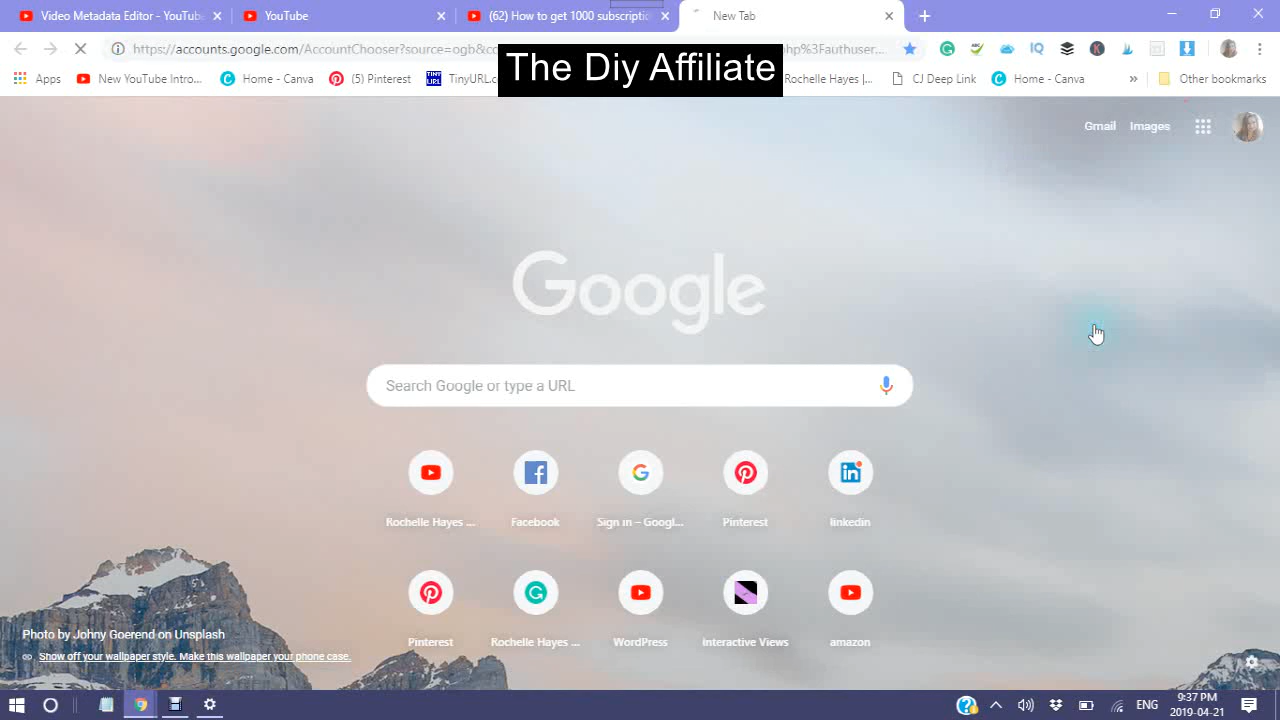 Video Metadata Editor - YouTub
YouTube
(62) How to get 1000 subscriptio
New Tab
https://accounts.google.com/AccountChooser?source=ogb&co
hp%3Fauthuser...
The Diy Affiliate
Apps
New YouTube Intro...
Home - Canva
(5) Pinterest
TinyURL.c
Rochelle Hayes |...
CJ Deep Link
Home - Canva
»
Other bookmarks
Gmail
Images
Google
Search Google or type a URL
Rochelle Hayes ...
Facebook
Sign in – Googl...
Pinterest
linkedin
Pinterest
Rochelle Hayes ...
WordPress
Interactive Views
amazon
Photo by Johny Goerend on Unsplash
Show off your wallpaper style. Make this wallpaper your phone case.
ENG
9:37 PM
2019-04-21